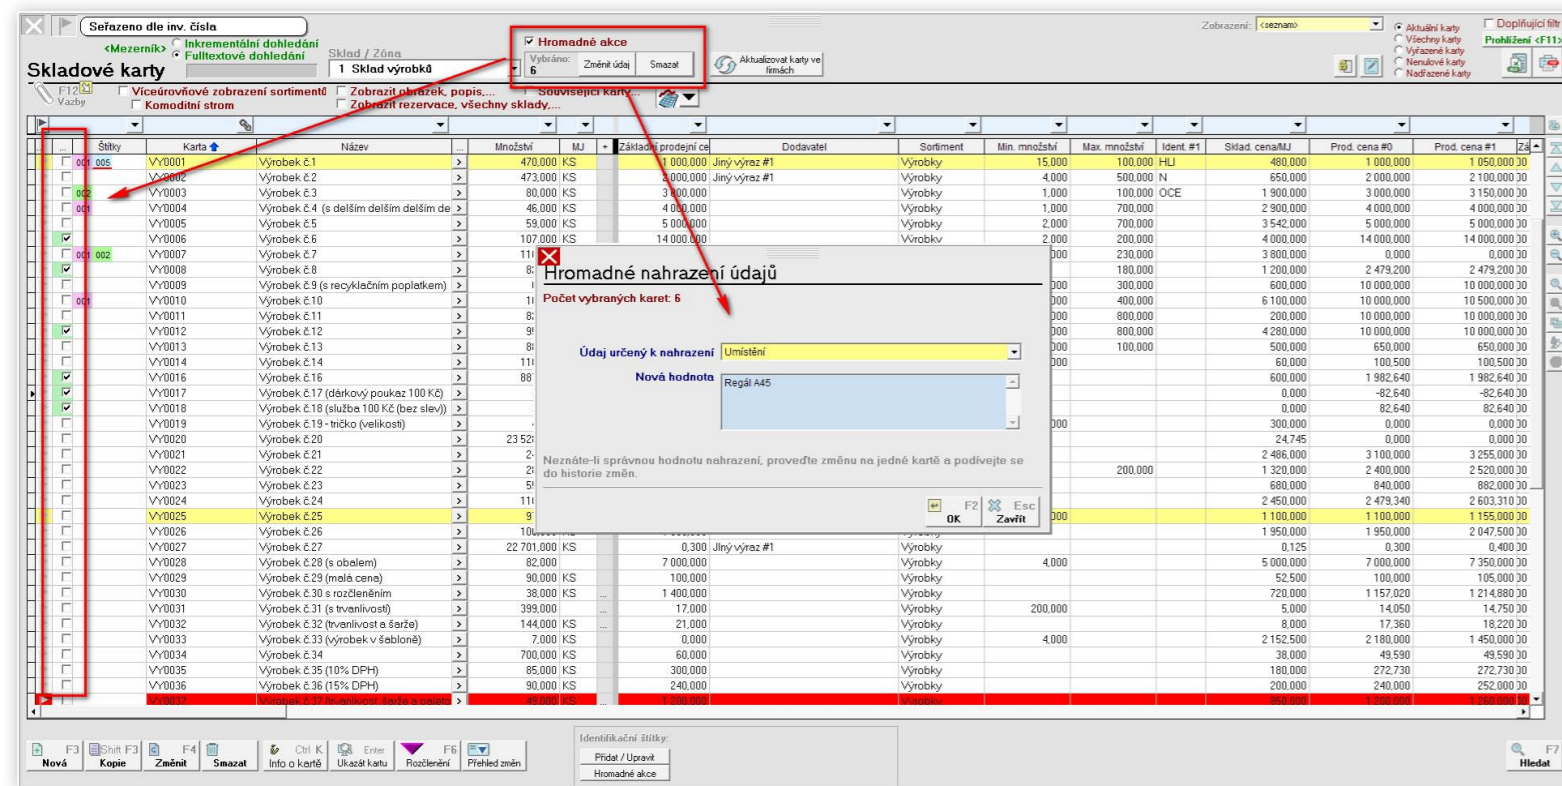 Seřazeno dle inv. čísla
<Mezerník> Inkrementální dohledání
Fulltextové dohledání
Skladové karty
Sklad / Zóna
1 Sklad výrobků
Hromadné akce
Vybráno: 6 Změnit údaj Smazat
Aktualizovat karty ve firmách
Zobrazení: <seznam>
Aktuální karty
Všechny karty
Vyřazené karty
Nenulové karty
Nadřazené karty
Doplňující filtr
Prohlížení <F11>
F12 Vazby
Víceúrovňové zobrazení sortimentů
Komoditní strom
Zobrazit obrázek, popis,...
Zobrazit rezervace, všechny sklady,...
Související karty...
... Štítky Karta Název ... Množství MJ + Základní prodejní ce Dodavatel Sortiment Min. množství Max. množství Ident. #1 Sklad. cena/MJ Prod. cena #0 Prod. cena #1 Zá
001 005 VY0001 Výrobek č.1 > 470,000 KS 1 000,000 Jiný výraz #1 Výrobky 15,000 100,000 HLI 480,000 1 000,000 1 050,000
VY0002 Výrobek č.2 > 473,000 KS 2 000,000 Jiný výraz #1 Výrobky 4,000 500,000 N 650,000 2 000,000 2 100,000
002 VY0003 Výrobek č.3 > 80,000 KS 3 000,000 Výrobky 1,000 100,000 OCE 1 900,000 3 000,000 3 150,000
001 VY0004 Výrobek č.4 (s delším delším delším de > 46,000 KS 4 000,000 Výrobky 1,000 700,000 2 900,000 4 000,000 4 000,000
VY0005 Výrobek č.5 > 59,000 KS 5 000,000 Výrobky 2,000 700,000 3 542,000 5 000,000 5 000,000
VY0006 Výrobek č.6 > 107,000 KS 14 000,000 Výrobky 2,000 200,000 4 000,000 14 000,000 14 000,000
001 002 VY0007 Výrobek č.7 > 230,000 3 800,000 0,000 0,000
VY0008 Výrobek č.8 > 180,000 1 200,000 2 479,200 2 479,200
VY0009 Výrobek č.9 (s recyklačním poplatkem) > 300,000 600,000 10 000,000 10 000,000
001 VY0010 Výrobek č.10 > 400,000 6 100,000 10 000,000 10 500,000
VY0011 Výrobek č.11 > 800,000 200,000 10 000,000 10 000,000
VY0012 Výrobek č.12 > 800,000 4 280,000 10 000,000 10 000,000
VY0013 Výrobek č.13 > 100,000 500,000 650,000 650,000
VY0014 Výrobek č.14 > 60,000 100,500 100,500
VY0016 Výrobek č.16 > 600,000 1 982,640 1 982,640
VY0017 Výrobek č.17 (dárkový poukaz 100 Kč) > 0,000 -82,640 -82,640
VY0018 Výrobek č.18 (služba 100 Kč (bez slev)) > 0,000 82,640 82,640
VY0019 Výrobek č.19 - tričko (velikosti) > 300,000 0,000 0,000
VY0020 Výrobek č.20 > 24,745 0,000 0,000
VY0021 Výrobek č.21 > 2 486,000 3 100,000 3 255,000
VY0022 Výrobek č.22 > 200,000 1 320,000 2 400,000 2 520,000
VY0023 Výrobek č.23 > 680,000 840,000 882,000
VY0024 Výrobek č.24 > 2 450,000 2 479,340 2 603,310
VY0025 Výrobek č.25 > 1 100,000 1 100,000 1 155,000
VY0026 Výrobek č.26 > 1 950,000 1 950,000 2 047,500
VY0027 Výrobek č.27 > 22 701,000 KS 0,300 JIný výraz #1 Výrobky 0,125 0,300 0,400
VY0028 Výrobek č.28 (s obalem) > 82,000 7 000,000 Výrobky 4,000 5 000,000 7 000,000 7 350,000
VY0029 Výrobek č.29 (malá cena) > 90,000 KS 100,000 Výrobky 52,500 100,000 105,000
VY0030 Výrobek č.30 s rozčleněním > 38,000 KS ... 1 400,000 Výrobky 720,000 1 157,020 1 214,880
VY0031 Výrobek č.31 (s trvanlivostí) > 399,000 ... 17,000 Výrobky 200,000 5,000 14,050 14,750
VY0032 Výrobek č.32 (trvanlivost a šarže) > 144,000 KS ... 21,000 Výrobky 8,000 17,360 18,220
VY0033 Výrobek č.33 (výrobek v šabloně) > 7,000 KS 0,000 Výrobky 4,000 2 152,500 2 180,000 1 450,000
VY0034 Výrobek č.34 > 700,000 KS 60,000 Výrobky 38,000 49,590 49,590
VY0035 Výrobek č.35 (10% DPH) > 85,000 KS 300,000 Výrobky 180,000 272,730 272,730
VY0036 Výrobek č.36 (15% DPH) > 90,000 KS 240,000 Výrobky 200,000 240,000 252,000
VY0037 Výrobek č.37 > 49,000 KS ... 1 200,000 Výrobky 950,000 1 200,000 1 260,000
Hromadné nahrazení údajů
Počet vybraných karet: 6
Údaj určený k nahrazení Umístění
Nová hodnota Regál A45
Neznáte-li správnou hodnotu nahrazení, proveďte změnu na jedné kartě a podívejte se
do historie změn.
F2 OK
Esc Zavřít
F3 Nová
Shift F3 Kopie
F4 Změnit
Smazat
Ctrl K Info o kartě
Enter Ukázat kartu
F6 Rozčlenění
Přehled změn
Identifikační štítky:
Přidat / Upravit
Hromadné akce
F7 Hledat